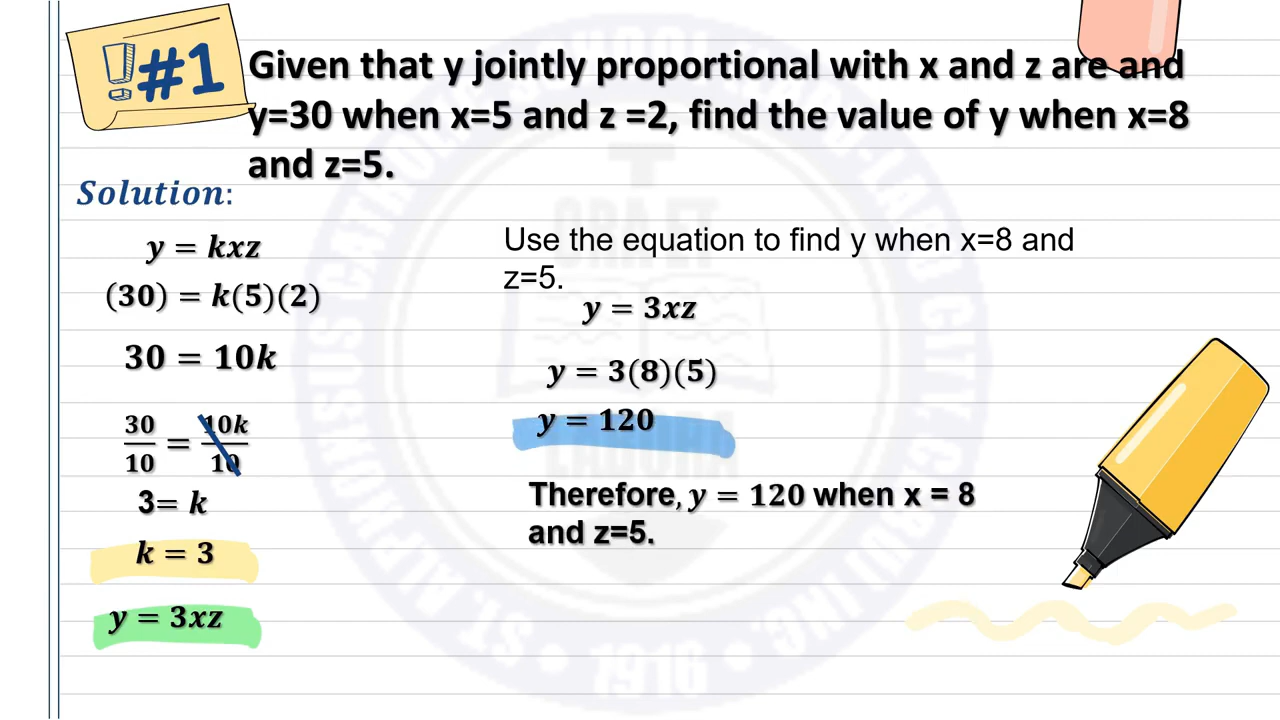 #1
Given that y jointly proportional with x and z are and
y=30 when x=5 and z =2, find the value of y when x=8
and z=5.
Solution:
y = kxz
(30) = k(5)(2)
30 = 10k
30/10 = 10k/10
3= k
k = 3
y = 3xz
Use the equation to find y when x=8 and
z=5.
y = 3xz
y = 3(8)(5)
y = 120
Therefore, y = 120 when x = 8
and z=5.
1916